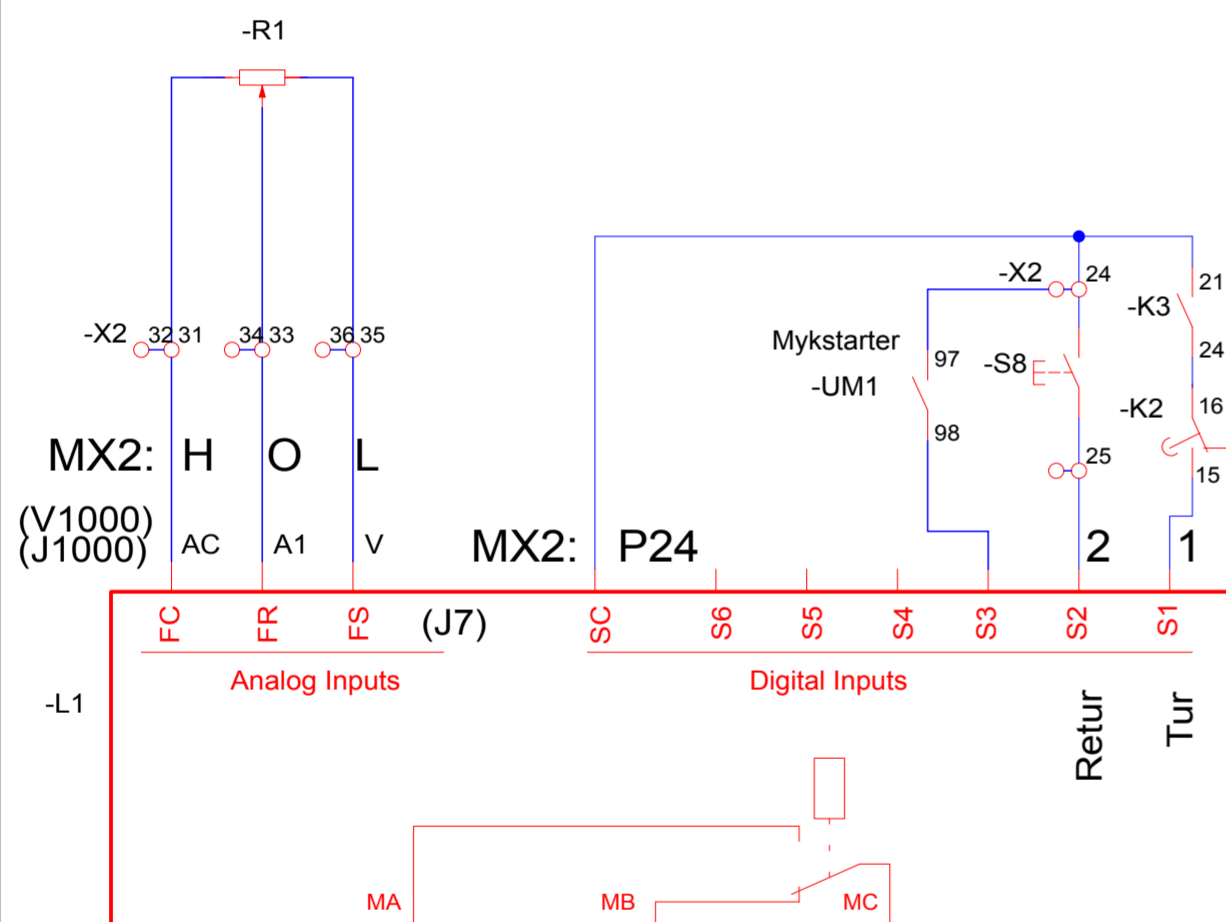 -R1
-X2 32 31 34 33 36 35
-X2 24
21
-K3
24
Mykstarter
-UM1
97
98
-S8
-K2
16
15
25
MX2: H O L
(V1000)
(J1000) AC A1 V
MX2: P24 2 1
FC FR FS (J7)
SC S6 S5 S4 S3 S2 S1
Analog Inputs
Digital Inputs
-L1
Retur
Tur
MA MB MC